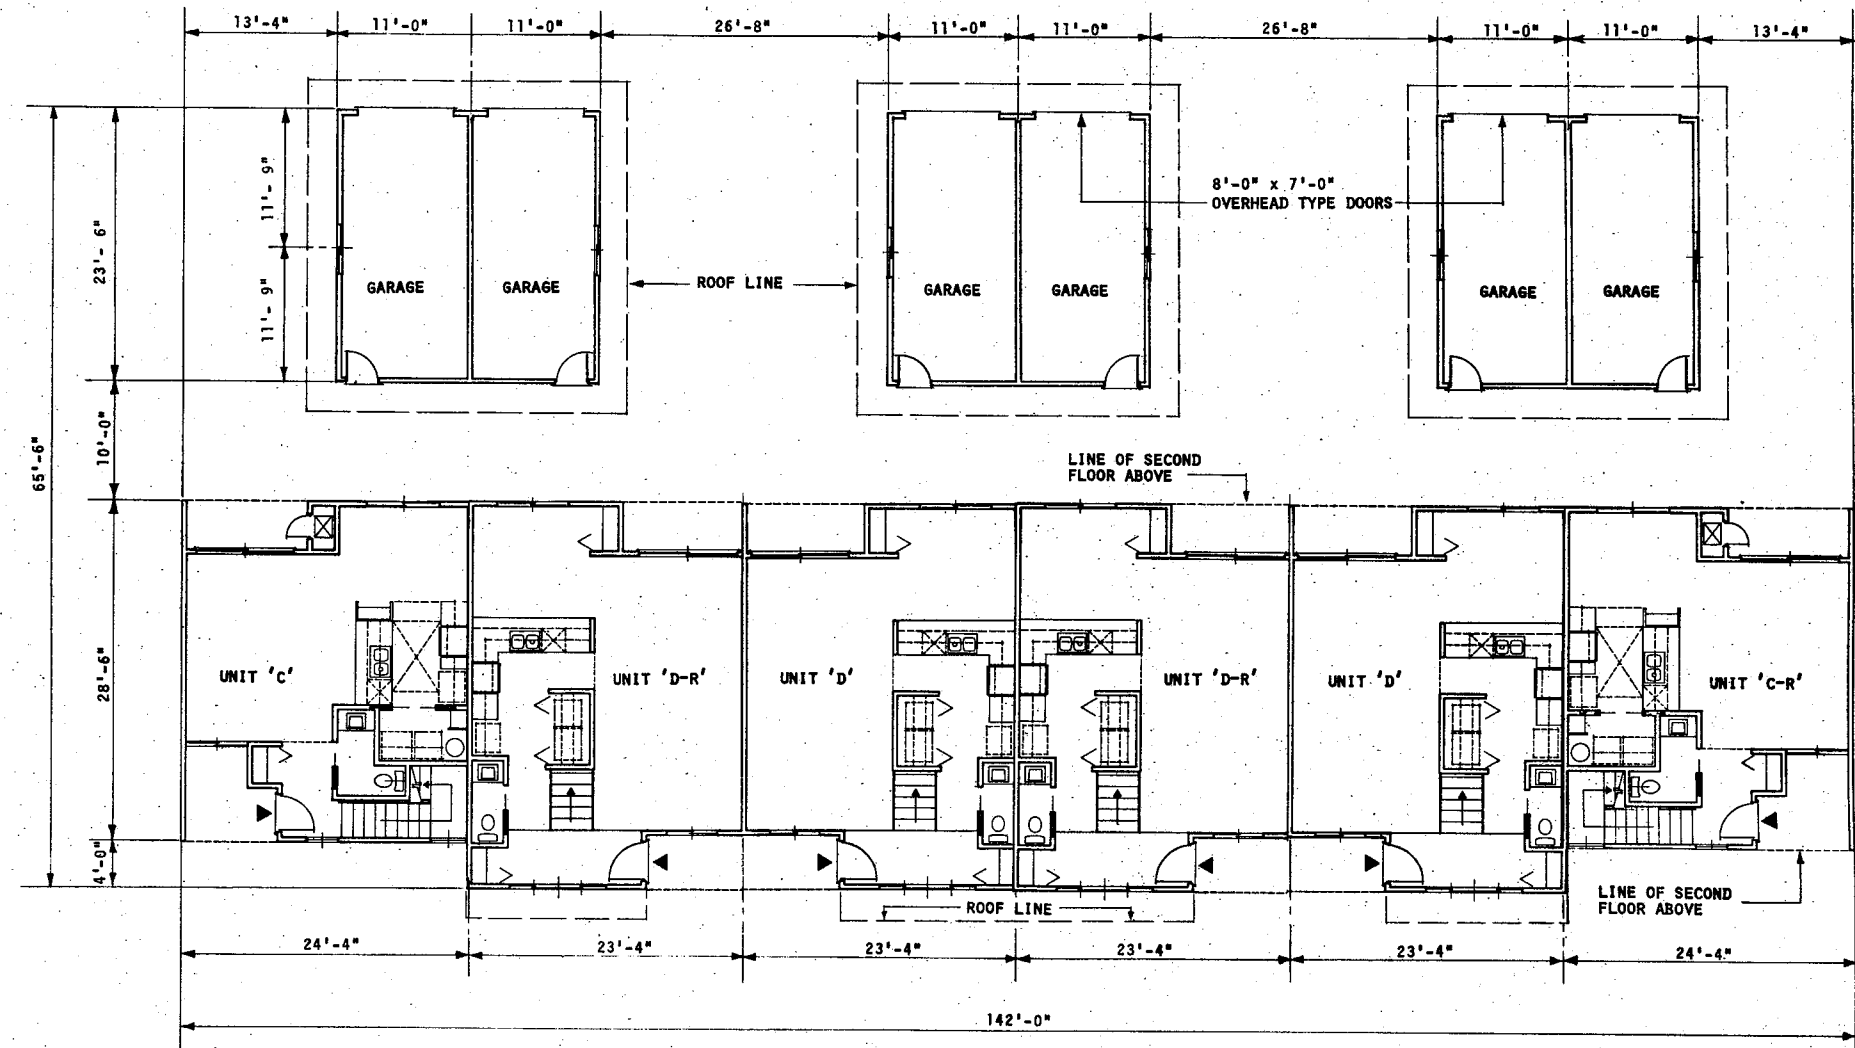 13'-4" 11'-0" 11'-0" 26'-8" 11'-0" 11'-0" 26'-8" 11'-0" 11'-0" 13'-4"
11'- 9"
8'-0" x 7'-0"
OVERHEAD TYPE DOORS
23'- 6"
ROOF LINE
GARAGE GARAGE GARAGE GARAGE GARAGE GARAGE
11'- 9"
10'-0"
65'-6"
LINE OF SECOND
FLOOR ABOVE
28'-6"
UNIT 'C' UNIT 'D-R' UNIT 'D' UNIT 'D-R' UNIT 'D' UNIT 'C-R'
4'-0"
LINE OF SECOND
FLOOR ABOVE
ROOF LINE
24'-4" 23'-4" 23'-4" 23'-4" 23'-4" 24'-4"
142'-0"